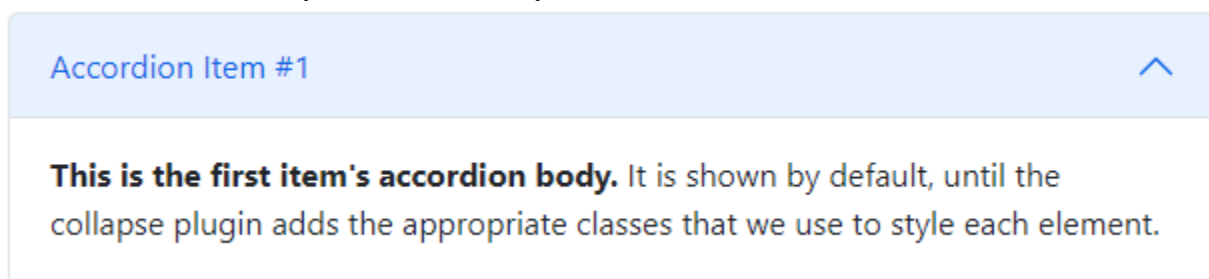 Accordion Item #1
This is the first item's accordion body. It is shown by default, until the
collapse plugin adds the appropriate classes that we use to style each element.